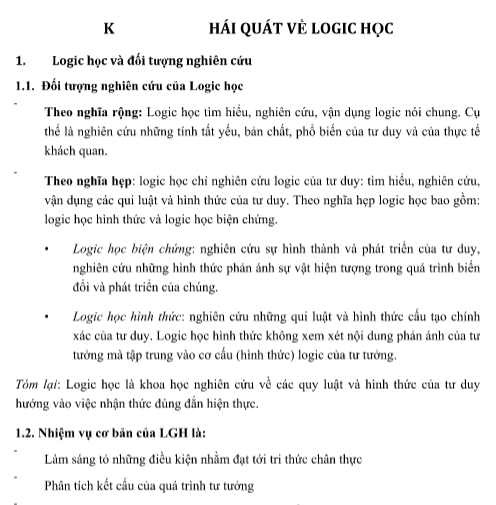 K HÁI QUÁT VỀ LOGIC HỌC
1. Logic học và đối tượng nghiên cứu
1.1. Đối tượng nghiên cứu của Logic học
- Theo nghĩa rộng: Logic học tìm hiểu, nghiên cứu, vận dụng logic nói chung. Cụ
thể là nghiên cứu những tính tất yếu, bản chất, phổ biến của tư duy và của thực tế
khách quan.
- Theo nghĩa hẹp: logic học chỉ nghiên cứu logic của tư duy: tìm hiểu, nghiên cứu,
vận dụng các qui luật và hình thức của tư duy. Theo nghĩa hẹp logic học bao gồm:
logic học hình thức và logic học biện chứng.
• Logic học biện chứng: nghiên cứu sự hình thành và phát triển của tư duy,
nghiên cứu những hình thức phản ánh sự vật hiện tượng trong quá trình biến
đổi và phát triển của chúng.
• Logic học hình thức: nghiên cứu những qui luật và hình thức cấu tạo chính
xác của tư duy. Logic học hình thức không xem xét nội dung phản ánh của tư
tưởng mà tập trung vào cơ cấu (hình thức) logic của tư tưởng.
Tóm lại: Logic học là khoa học nghiên cứu về các quy luật và hình thức của tư duy
hướng vào việc nhận thức đúng đắn hiện thực.
1.2. Nhiệm vụ cơ bản của LGH là:
- Làm sáng tỏ những điều kiện nhằm đạt tới tri thức chân thực
- Phân tích kết cấu của quá trình tư tưởng
-